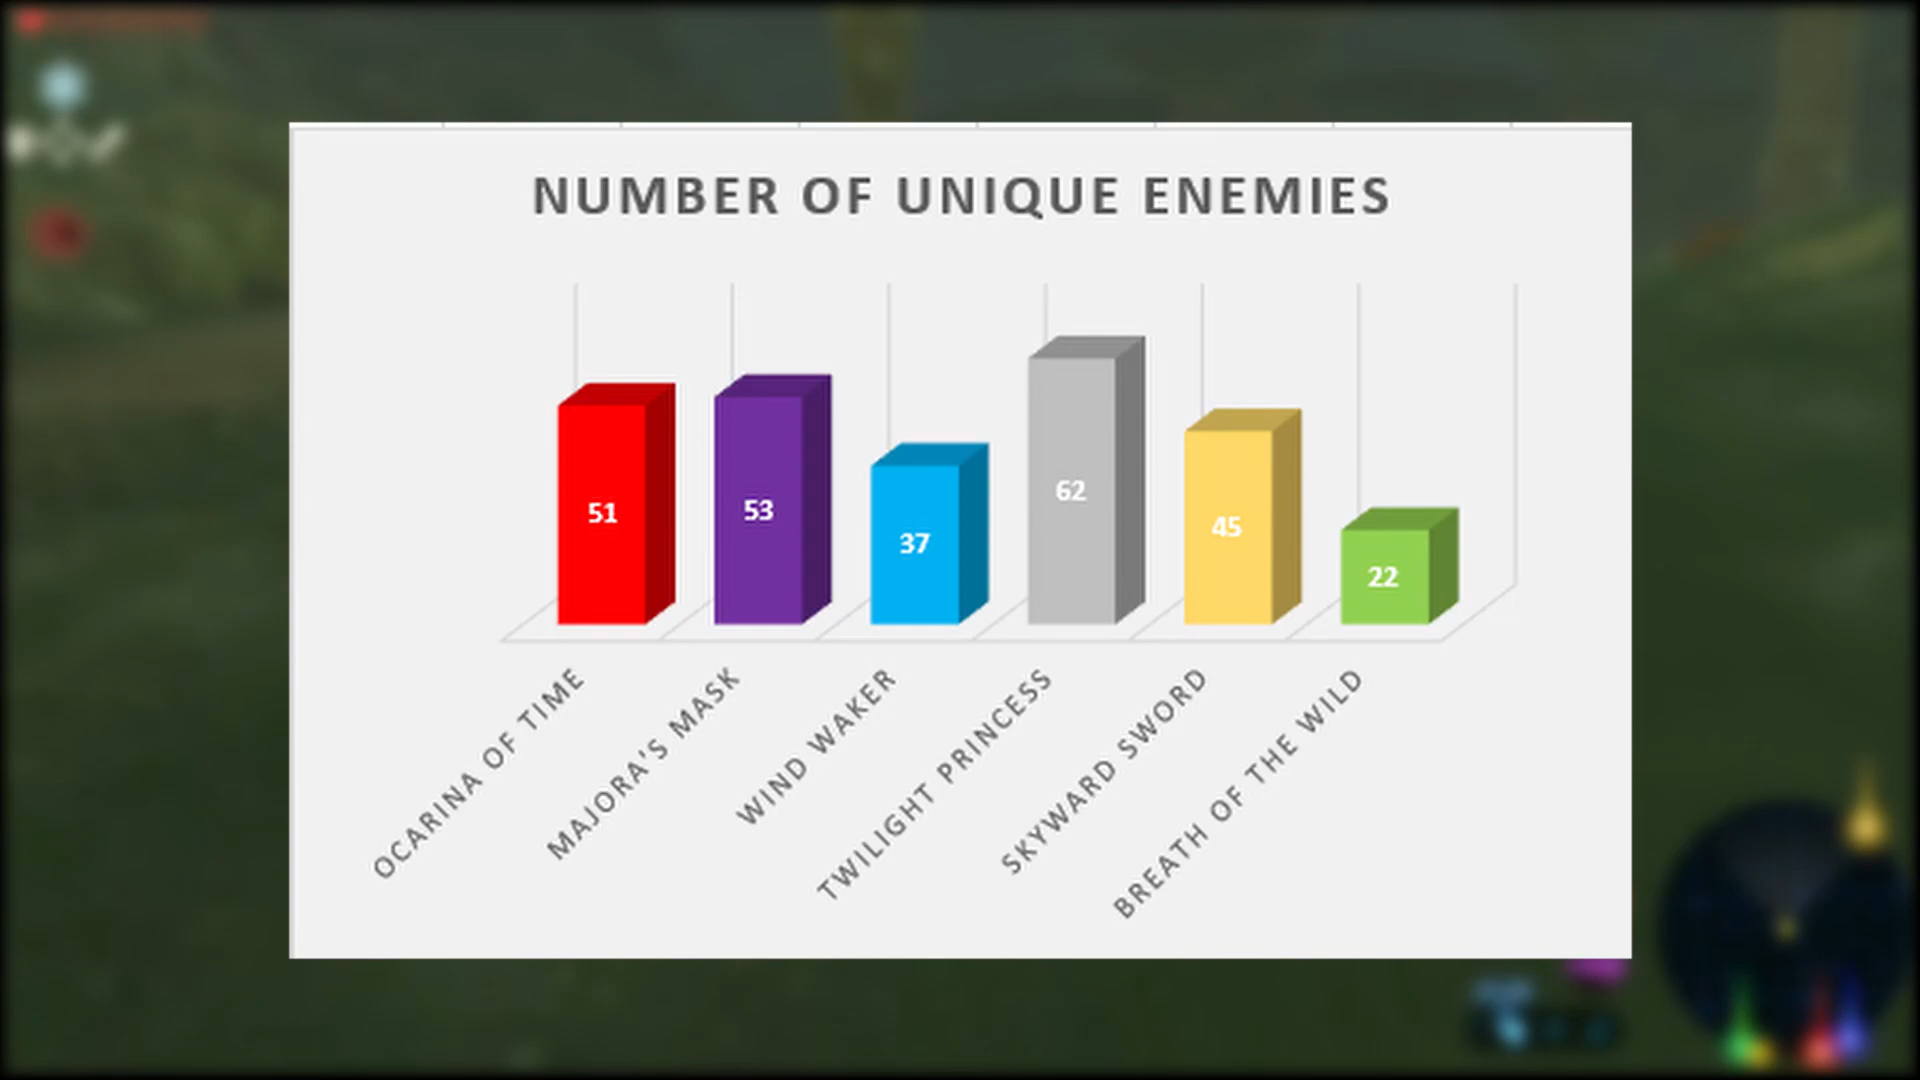 NUMBER OF UNIQUE ENEMIES
51
53
37
62
45
22
OCARINA OF TIME
MAJORA'S MASK
WIND WAKER
TWILIGHT PRINCESS
SKYWARD SWORD
BREATH OF THE WILD